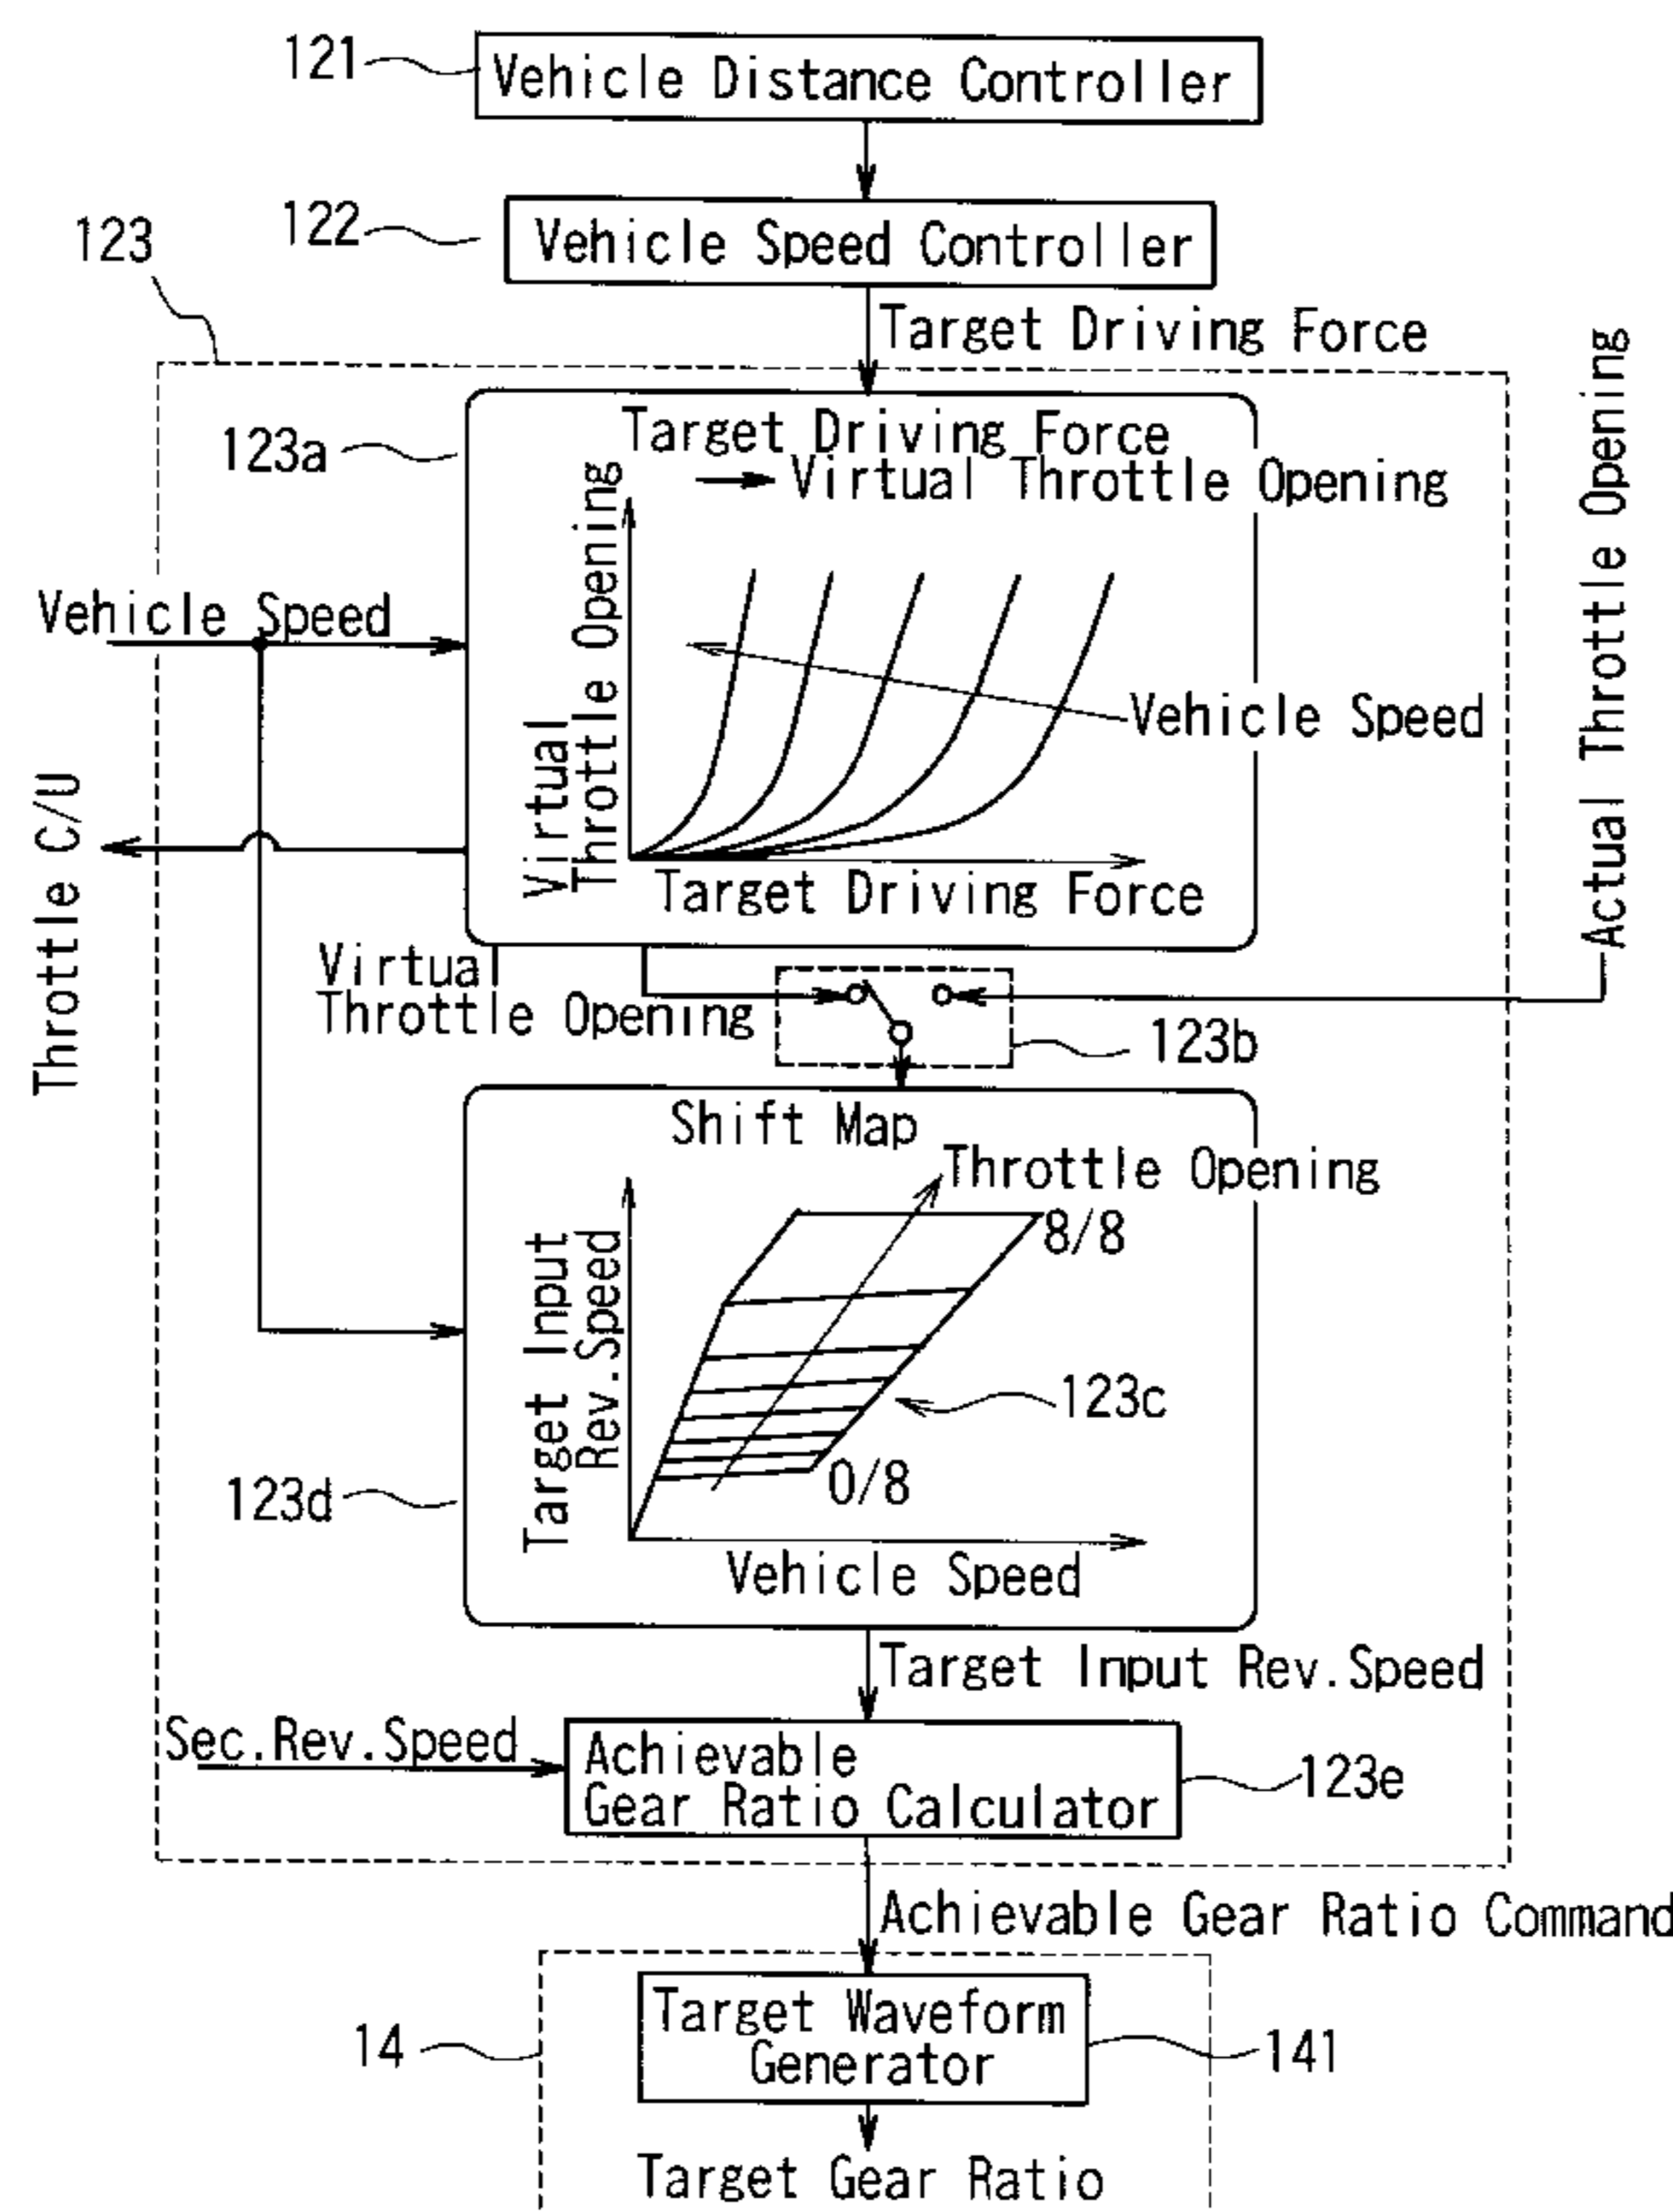 121
Vehicle Distance Controller
122
Vehicle Speed Controller
123
Target Driving Force
123a
Target Driving Force
Virtual Throttle Opening
Virtual
Throttle Opening
Vehicle Speed
Vehicle Speed
Target Driving Force
Actual Throttle Opening
Throttle C/U
Virtual
Throttle Opening
123b
Shift Map
Throttle Opening
8/8
Target Input
Rev.Speed
123c
0/8
123d
Vehicle Speed
Target Input Rev.Speed
Sec.Rev.Speed
Achievable
Gear Ratio Calculator
123e
Achievable Gear Ratio Command
14
Target Waveform
Generator
141
Target Gear Ratio